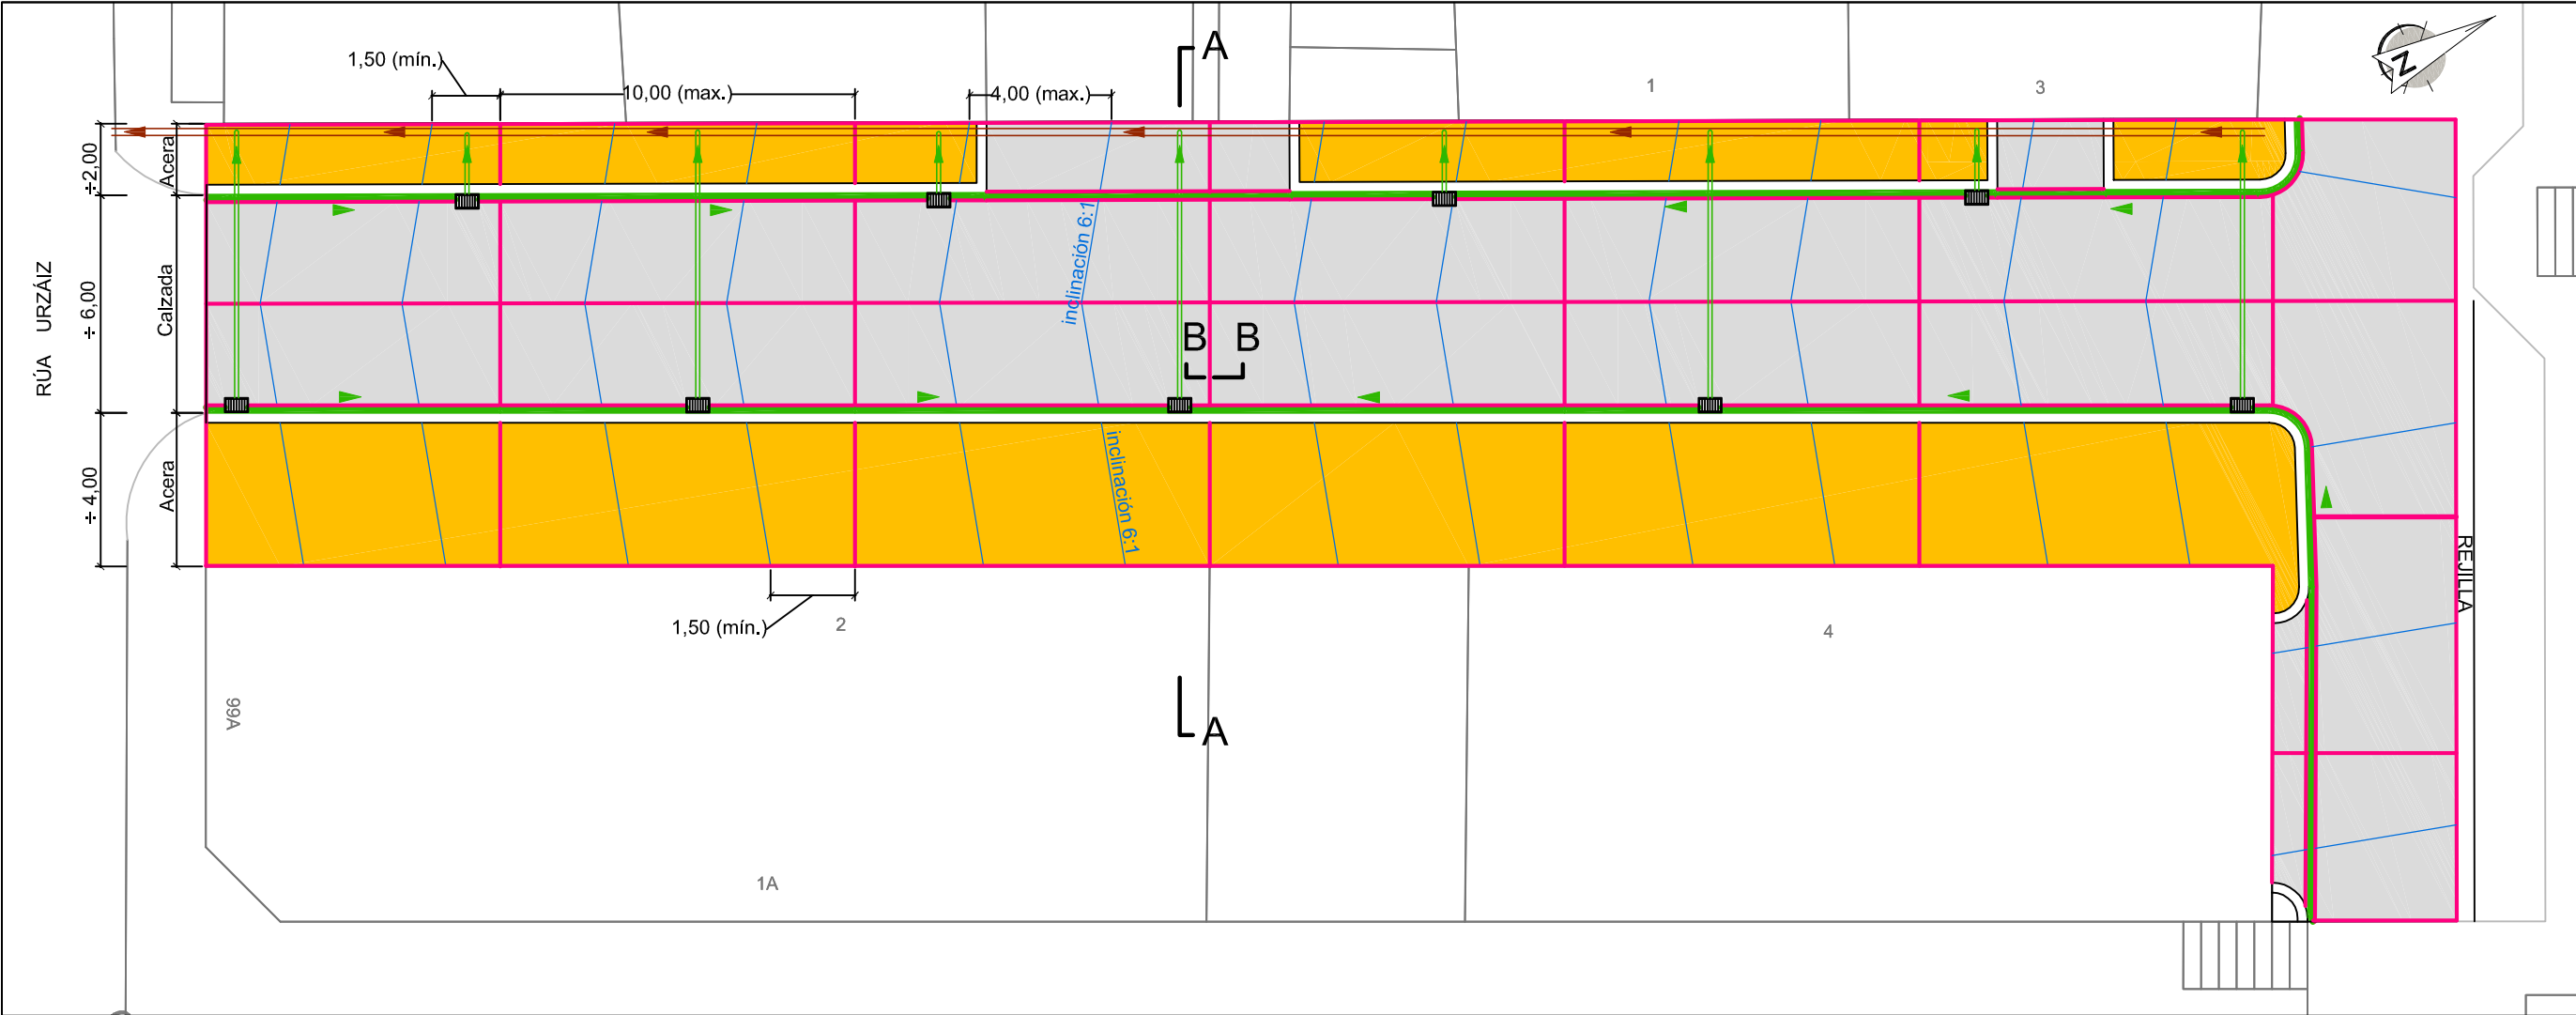 A
1,50 (mín.)
10,00 (max.)
4,00 (max.)
1
3
N
÷2,00
Acera
RÚA URZÁIZ
÷ 6,00
Calzada
inclinación 6:1
B B
÷ 4,00
Acera
inclinación 6:1
REJILLA
1,50 (mín.)
2
4
99A
A
1A